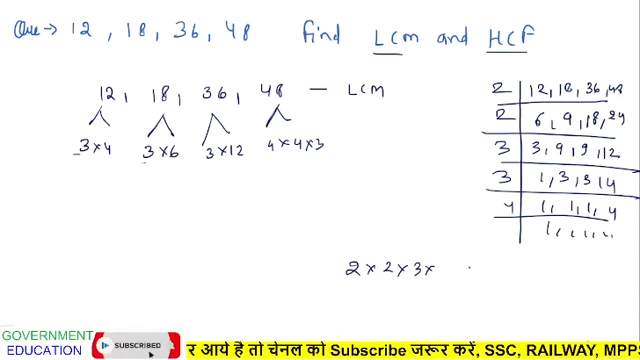 Que → 12 , 18 , 36 , 48 find LCM and HCF
12, 18, 36, 48 — LCM
3×4 3×6 3×12 4×4×3
2 | 12, 18, 36, 48
2 | 6, 9, 18, 24
3 | 3, 9, 9, 12
3 | 1, 3, 3, 4
4 | 1, 1, 1, 4
1, 1, 1, 1
2 × 2 × 3 ×
GOVERNMENT
EDUCATION
SUBSCRIBED
र आये है तो चेनल को Subscribe जरूर करें, SSC, RAILWAY, MPP